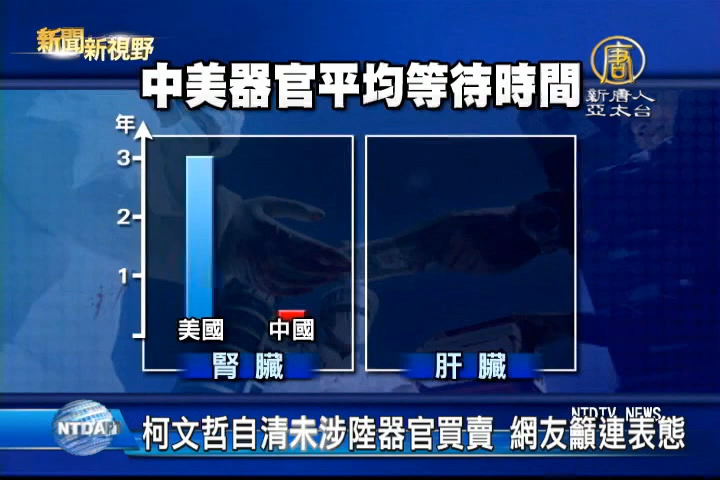 新聞新視野
中美器官平均等待時間
新唐人
亞太台
年
3
2
1
美國 中國
腎臟 肝臟
NTDTV NEWS
NTDAP
柯文哲自清未涉陸器官買賣 網友籲連表態